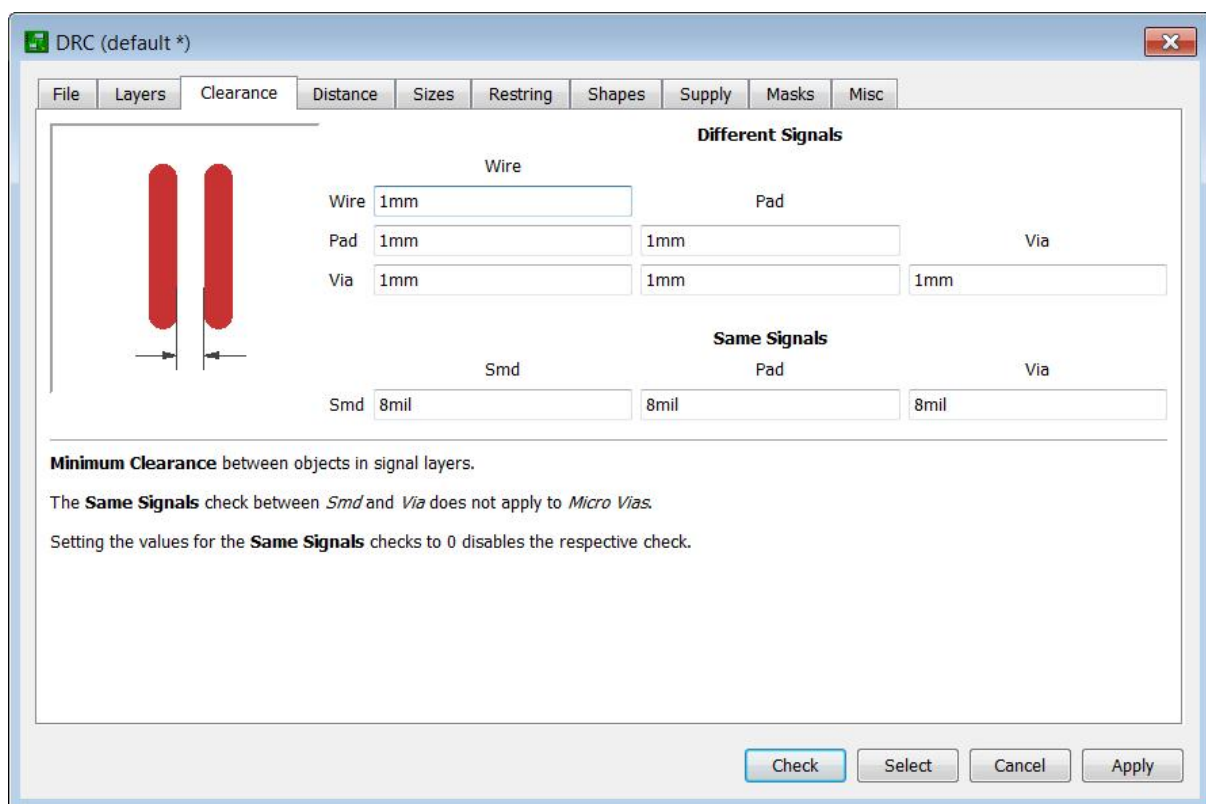 DRC (default *)
File Layers Clearance Distance Sizes Restring Shapes Supply Masks Misc
Different Signals
Wire
Wire 1mm Pad
Pad 1mm 1mm Via
Via 1mm 1mm 1mm
Same Signals
Smd Pad Via
Smd 8mil 8mil 8mil
Minimum Clearance between objects in signal layers.
The Same Signals check between Smd and Via does not apply to Micro Vias.
Setting the values for the Same Signals checks to 0 disables the respective check.
Check Select Cancel Apply